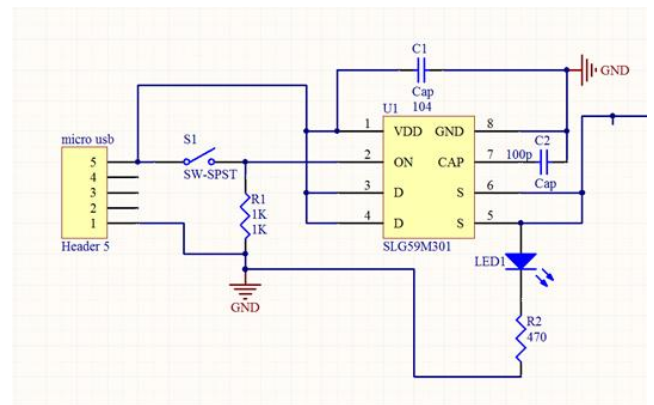 C1
GND
Cap
104
U1
micro usb
S1
1 VDD GND 8
2 ON CAP 7
100p C2
Cap
5
4
3
2
1
SW-SPST
3 D S 6
R1
1K
1K
4 D S 5
Header 5
SLG59M301
LED1
GND
R2
470